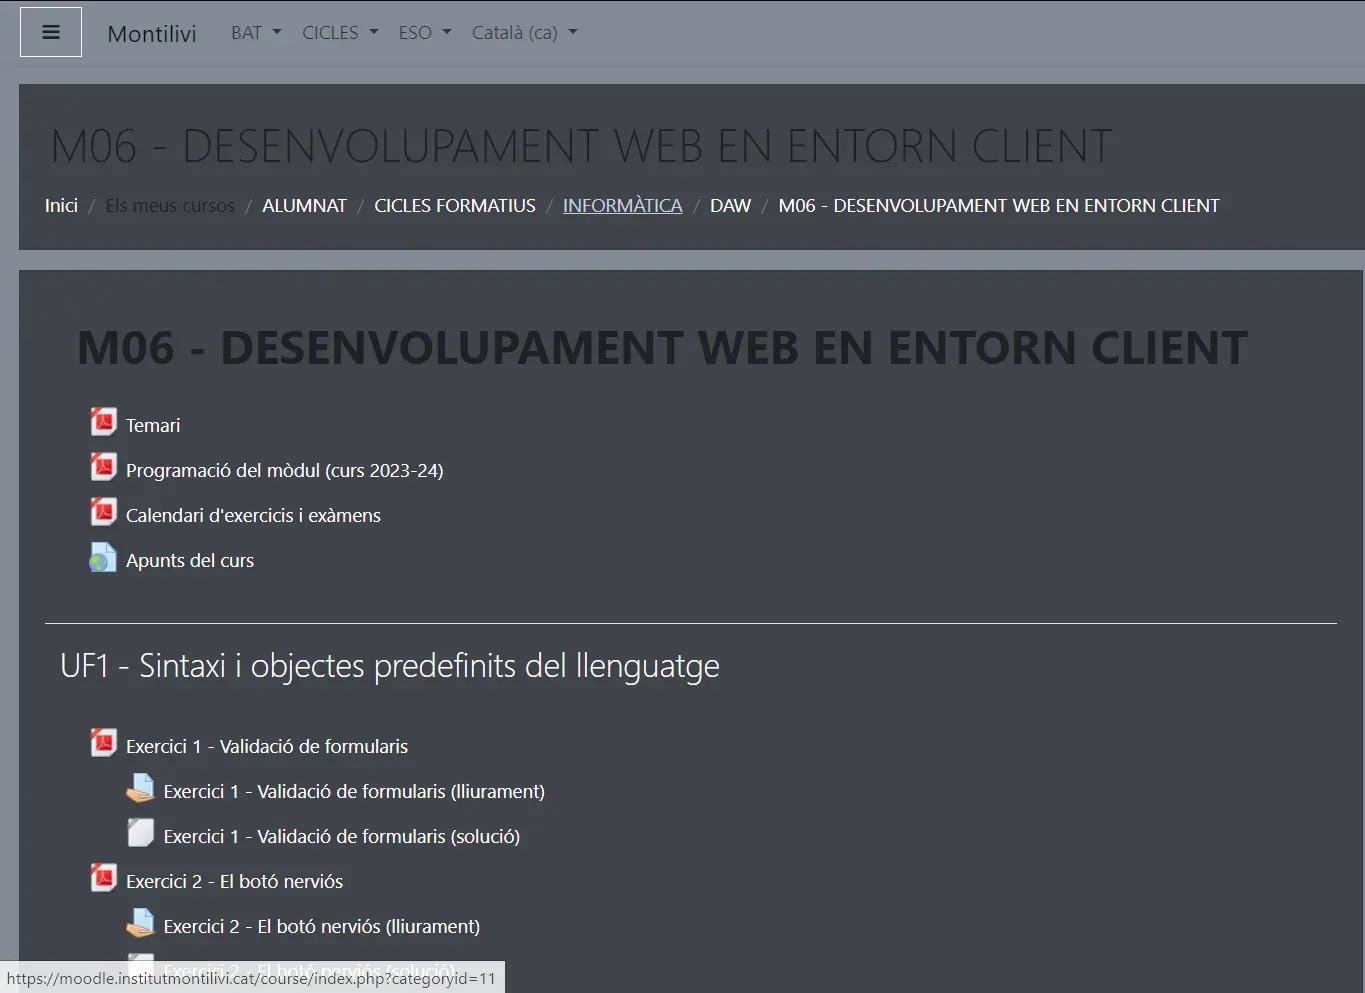 Montilivi BAT CICLES ESO Català (ca)
M06 - DESENVOLUPAMENT WEB EN ENTORN CLIENT
Inici / Els meus cursos / ALUMNAT / CICLES FORMATIUS / INFORMÀTICA / DAW / M06 - DESENVOLUPAMENT WEB EN ENTORN CLIENT
M06 - DESENVOLUPAMENT WEB EN ENTORN CLIENT
Temari
Programació del mòdul (curs 2023-24)
Calendari d'exercicis i exàmens
Apunts del curs
UF1 - Sintaxi i objectes predefinits del llenguatge
Exercici 1 - Validació de formularis
Exercici 1 - Validació de formularis (lliurament)
Exercici 1 - Validació de formularis (solució)
Exercici 2 - El botó nerviós
Exercici 2 - El botó nerviós (lliurament)
Exercici 2 - El botó nerviós (solució)
https://moodle.institutmontilivi.cat/course/index.php?categoryid=11